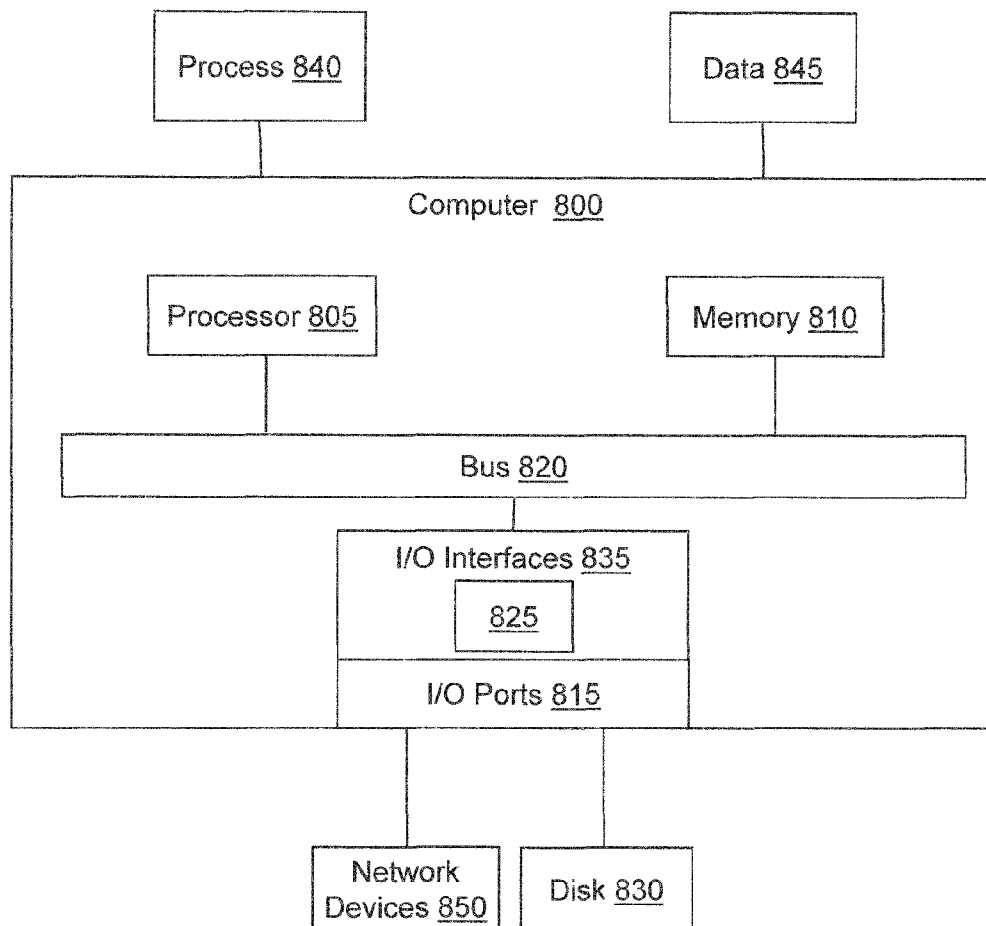 Process 840
Data 845
Computer 800
Processor 805
Memory 810
Bus 820
I/O Interfaces 835
825
I/O Ports 815
Network
Devices 850
Disk 830